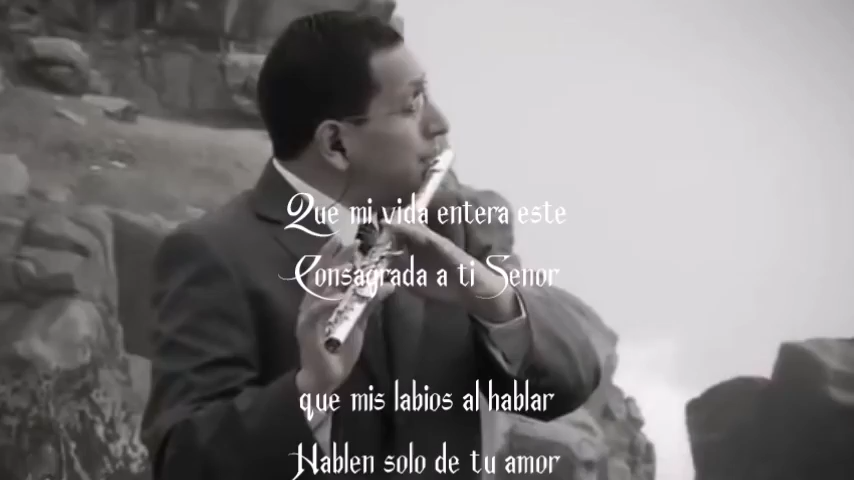 Que mi vida entera este
Consagrada a ti Senor
que mis labios al hablar
Hablen solo de tu amor